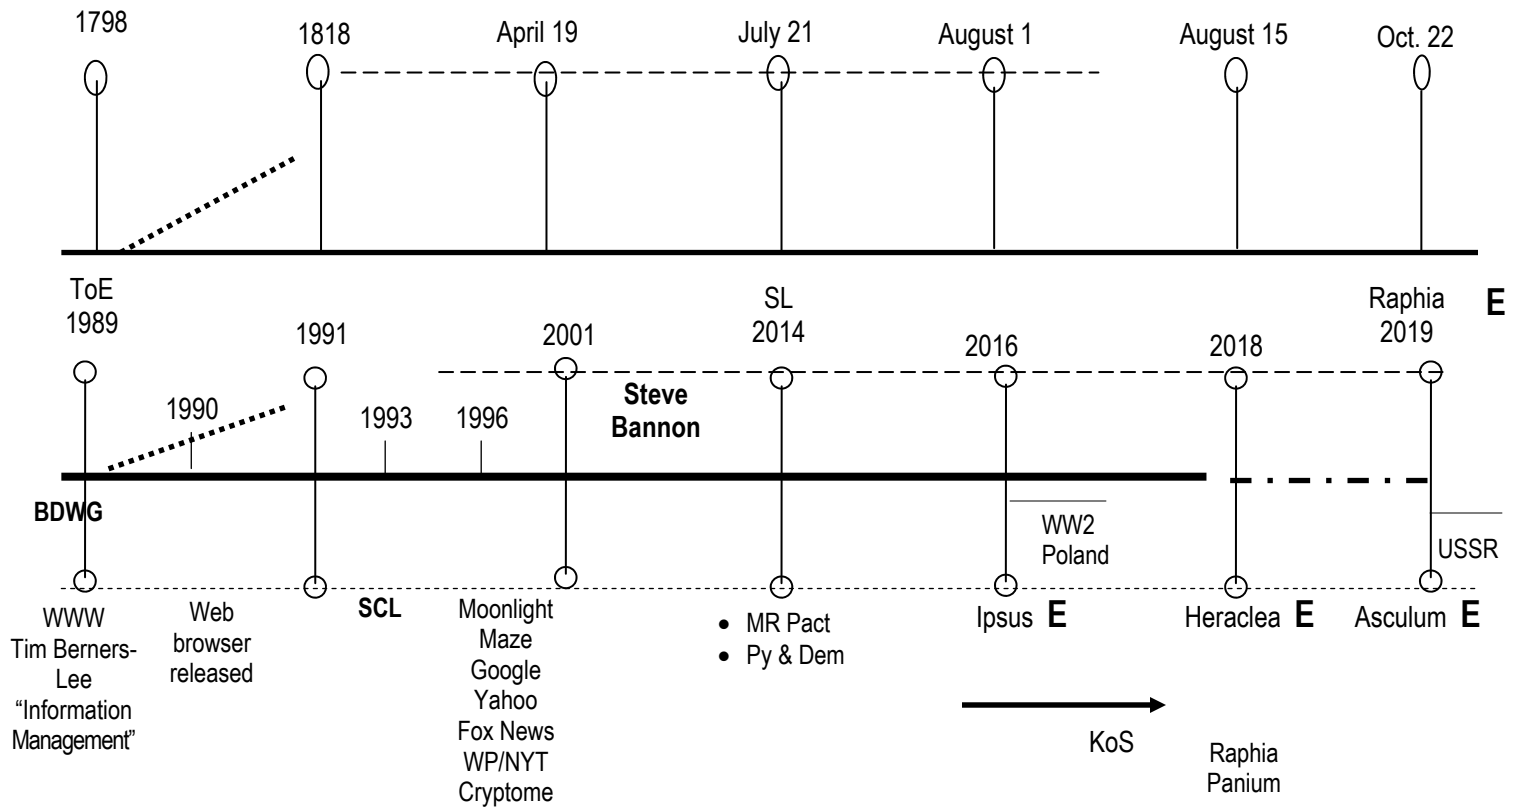 1798
1818
April 19
July 21
August 1
August 15
Oct. 22
ToE
1989
1991
2001
SL
2014
2016
2018
Raphia
2019
E
1990
1993
1996
Steve
Bannon
BDWG
WW2
Poland
USSR
WWW
Tim Berners-
Lee
“Information
Management”
Web
browser
released
SCL
Moonlight
Maze
Google
Yahoo
Fox News
WP/NYT
Cryptome
• MR Pact
• Py & Dem
Ipsus E
Heraclea E
Asculum E
KoS
Raphia
Panium